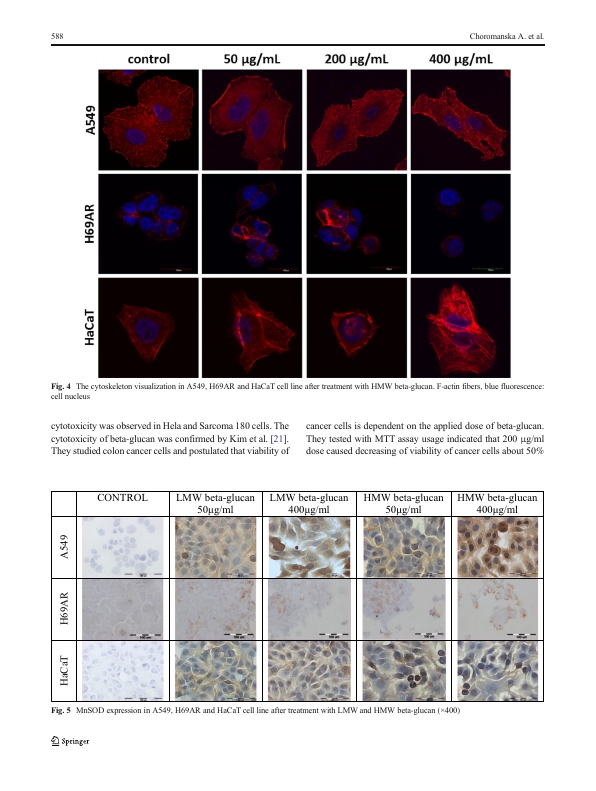 588
Choromanska A. et al.
control 50 µg/mL 200 µg/mL 400 µg/mL
A549
H69AR
HaCaT
Fig. 4 The cytoskeleton visualization in A549, H69AR and HaCaT cell line after treatment with HMW beta-glucan. F-actin fibers, blue fluorescence:
cell nucleus
cytotoxicity was observed in Hela and Sarcoma 180 cells. The
cytotoxicity of beta-glucan was confirmed by Kim et al. [21].
They studied colon cancer cells and postulated that viability of
cancer cells is dependent on the applied dose of beta-glucan.
They tested with MTT assay usage indicated that 200 µg/ml
dose caused decreasing of viability of cancer cells about 50%
CONTROL
LMW beta-glucan
50µg/ml
LMW beta-glucan
400µg/ml
HMW beta-glucan
50µg/ml
HMW beta-glucan
400µg/ml
A549
H69AR
HaCaT
Fig. 5 MnSOD expression in A549, H69AR and HaCaT cell line after treatment with LMW and HMW beta-glucan (×400)
Springer